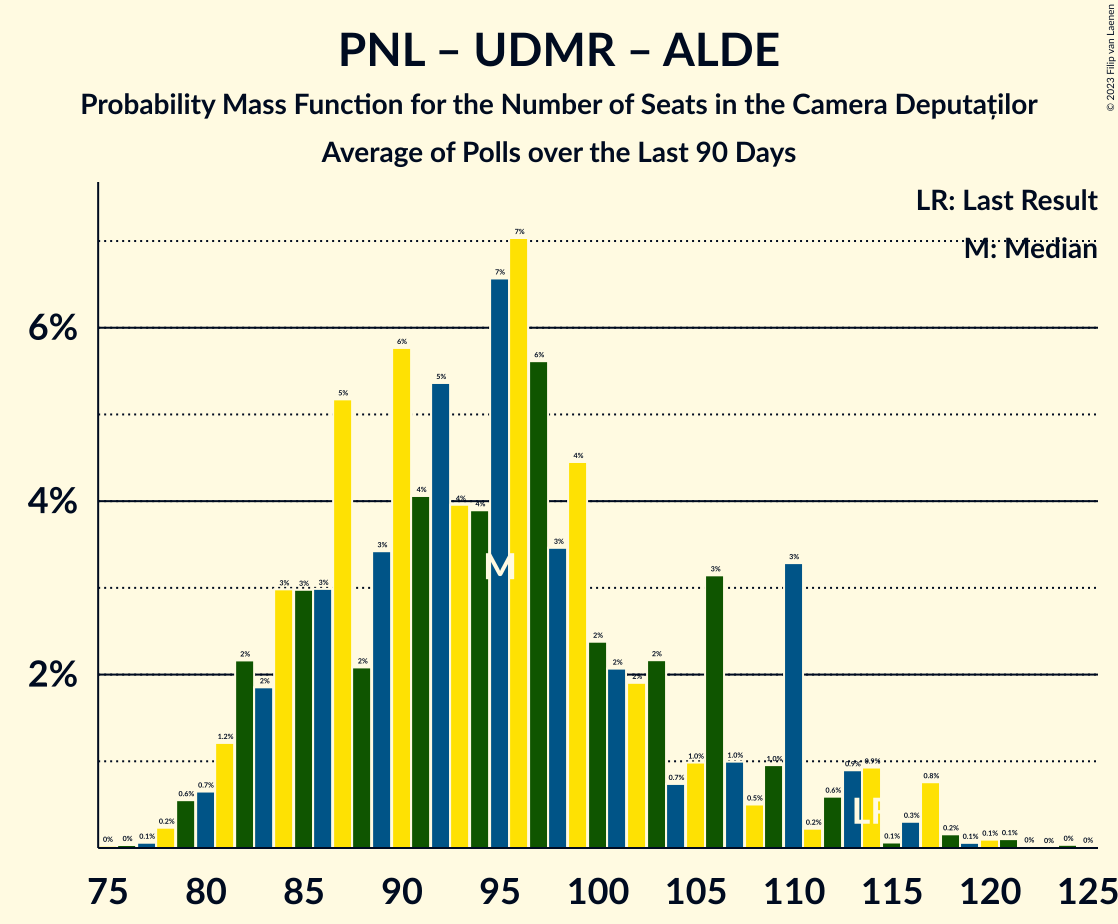 PNL – UDMR – ALDE
Probability Mass Function for the Number of Seats in the Camera Deputaților
Average of Polls over the Last 90 Days
© 2023 Filip van Laenen
LR: Last Result
M: Median
6%
4%
2%
0% 0% 0.1% 0.2% 0.6% 0.7% 1.2% 2% 2% 3% 3% 3% 5% 2% 3% 6% 4% 5% 4% 4% 7% 7% 6% 3% 4% 2% 2% 2% 2% 0.7% 1.0% 3% 1.0% 0.5% 1.0% 3% 0.2% 0.6% 0.9% 0.9% 0.1% 0.3% 0.8% 0.2% 0.1% 0.1% 0.1% 0% 0% 0% 0%
M
LR
75 80 85 90 95 100 105 110 115 120 125